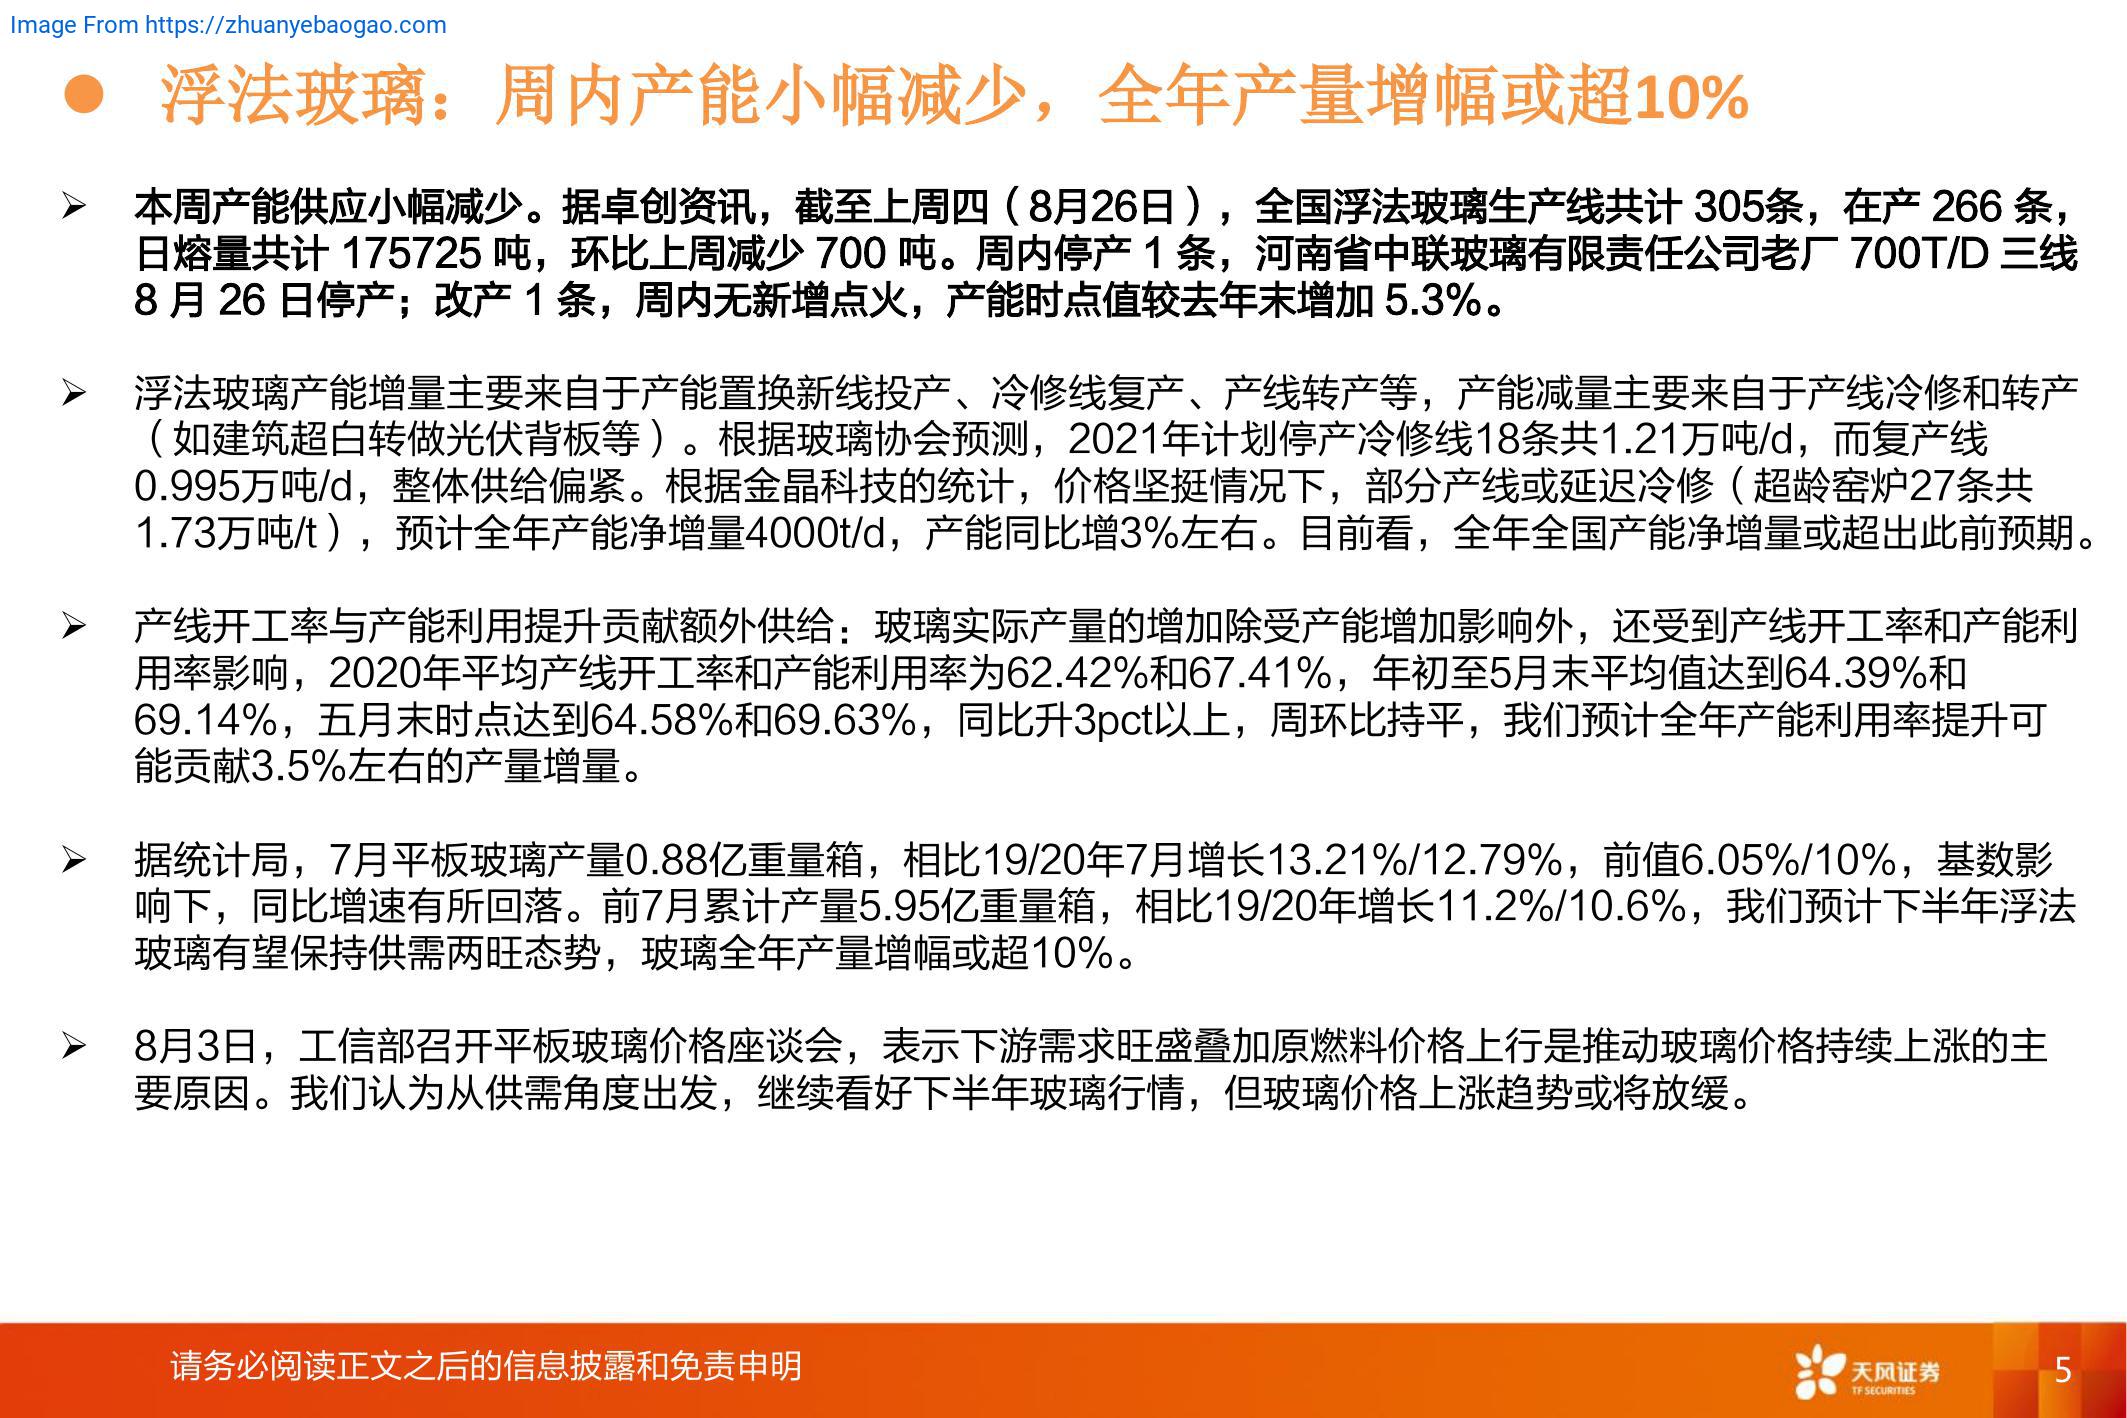 Image From https://zhuanyebaogao.com
● 浮法玻璃：周内产能小幅减少，全年产量增幅或超10%
➢ 本周产能供应小幅减少。据卓创资讯，截至上周四（8月26日），全国浮法玻璃生产线共计 305条，在产 266 条，
日熔量共计 175725 吨，环比上周减少 700 吨。周内停产 1 条，河南省中联玻璃有限责任公司老厂 700T/D 三线
8 月 26 日停产；改产 1 条，周内无新增点火，产能时点值较去年末增加 5.3%。
➢ 浮法玻璃产能增量主要来自于产能置换新线投产、冷修线复产、产线转产等，产能减量主要来自于产线冷修和转产
（如建筑超白转做光伏背板等）。根据玻璃协会预测，2021年计划停产冷修线18条共1.21万吨/d，而复产线
0.995万吨/d，整体供给偏紧。根据金晶科技的统计，价格坚挺情况下，部分产线或延迟冷修（超龄窑炉27条共
1.73万吨/t），预计全年产能净增量4000t/d，产能同比增3%左右。目前看，全年全国产能净增量或超出此前预期。
➢ 产线开工率与产能利用提升贡献额外供给：玻璃实际产量的增加除受产能增加影响外，还受到产线开工率和产能利
用率影响，2020年平均产线开工率和产能利用率为62.42%和67.41%，年初至5月末平均值达到64.39%和
69.14%，五月末时点达到64.58%和69.63%，同比升3pct以上，周环比持平，我们预计全年产能利用率提升可
能贡献3.5%左右的产量增量。
➢ 据统计局，7月平板玻璃产量0.88亿重量箱，相比19/20年7月增长13.21%/12.79%，前值6.05%/10%，基数影
响下，同比增速有所回落。前7月累计产量5.95亿重量箱，相比19/20年增长11.2%/10.6%，我们预计下半年浮法
玻璃有望保持供需两旺态势，玻璃全年产量增幅或超10%。
➢ 8月3日，工信部召开平板玻璃价格座谈会，表示下游需求旺盛叠加原燃料价格上行是推动玻璃价格持续上涨的主
要原因。我们认为从供需角度出发，继续看好下半年玻璃行情，但玻璃价格上涨趋势或将放缓。
请务必阅读正文之后的信息披露和免责申明
天风证券
TF SECURITIES
5